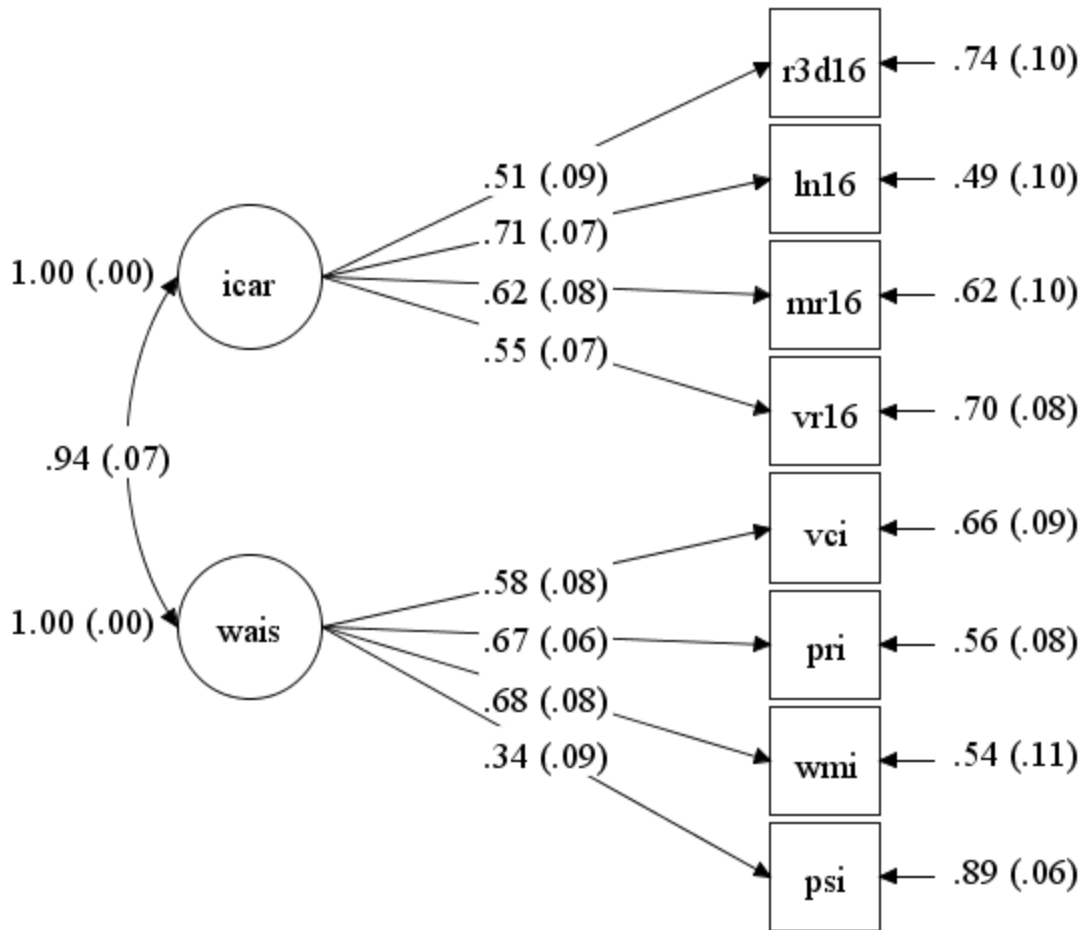 r3d16
.74 (.10)
.51 (.09)
ln16
.49 (.10)
.71 (.07)
1.00 (.00)
icar
.62 (.08)
mr16
.62 (.10)
.55 (.07)
vr16
.70 (.08)
.94 (.07)
vci
.66 (.09)
.58 (.08)
1.00 (.00)
wais
.67 (.06)
pri
.56 (.08)
.68 (.08)
wmi
.54 (.11)
.34 (.09)
psi
.89 (.06)